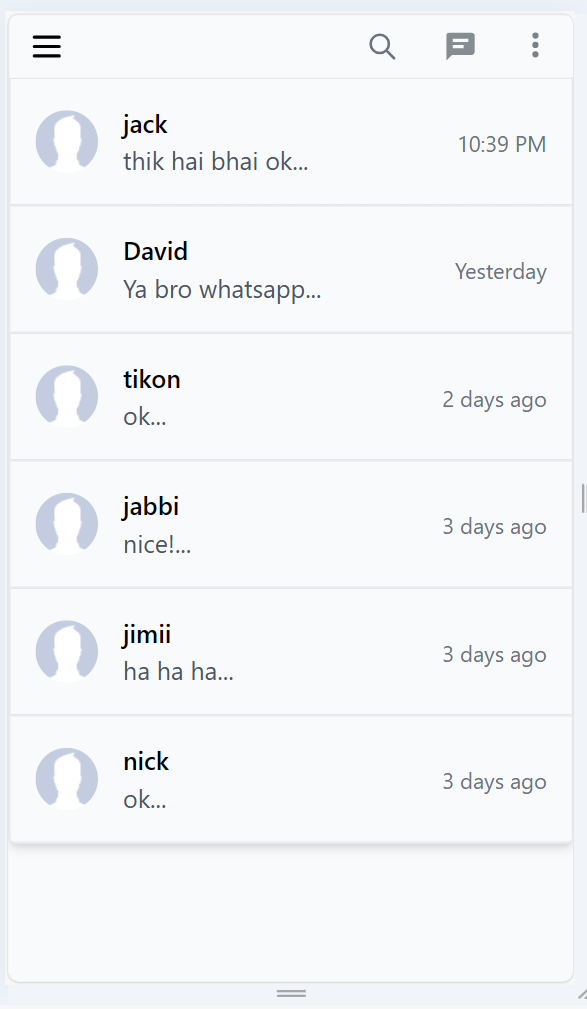 jack
thik hai bhai ok...
10:39 PM
David
Ya bro whatsapp...
Yesterday
tikon
ok...
2 days ago
jabbi
nice!...
3 days ago
jimii
ha ha ha...
3 days ago
nick
ok...
3 days ago